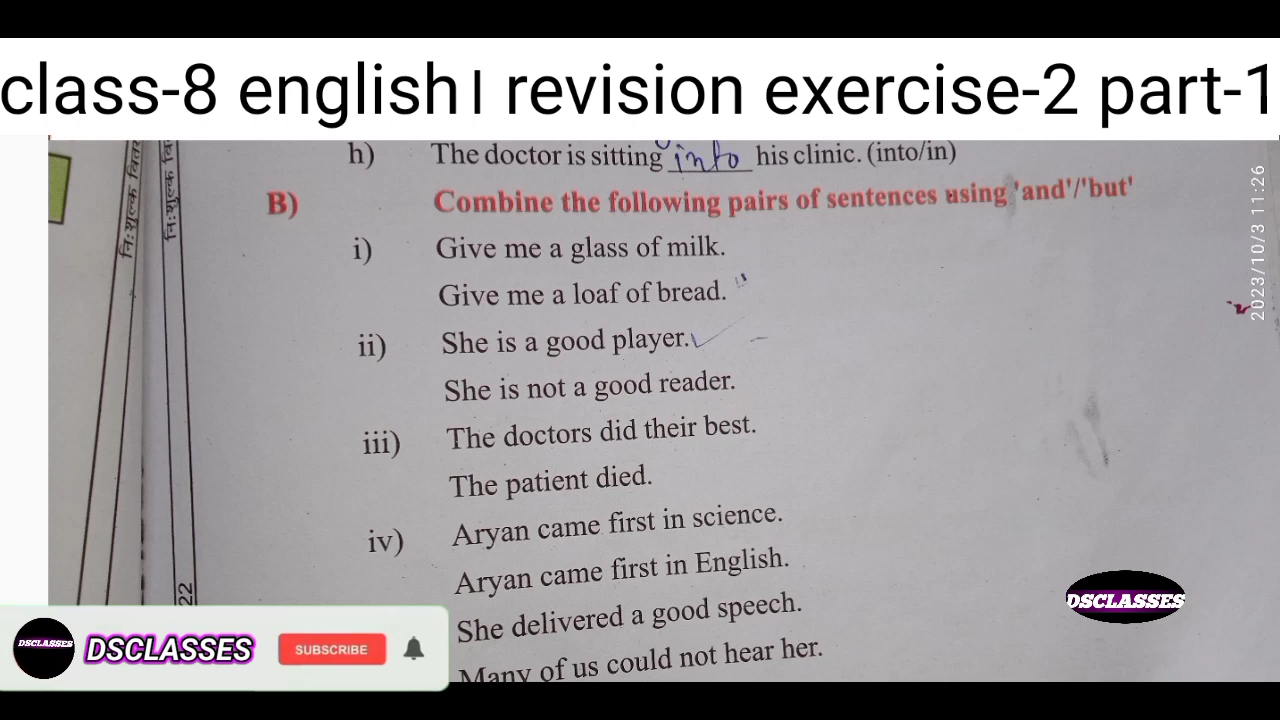 class-8 english। revision exercise-2 part-1
h) The doctor is sitting into his clinic. (into/in)
B) Combine the following pairs of sentences using 'and'/'but'
i) Give me a glass of milk.
Give me a loaf of bread.
ii) She is a good player.
She is not a good reader.
iii) The doctors did their best.
The patient died.
iv) Aryan came first in science.
Aryan came first in English.
She delivered a good speech.
Many of us could not hear her.
नि:शुल्क
नि:शुल्क
22
2023/10/3 11:26
DSCLASSES
DSCLASSES
DSCLASSES
SUBSCRIBE